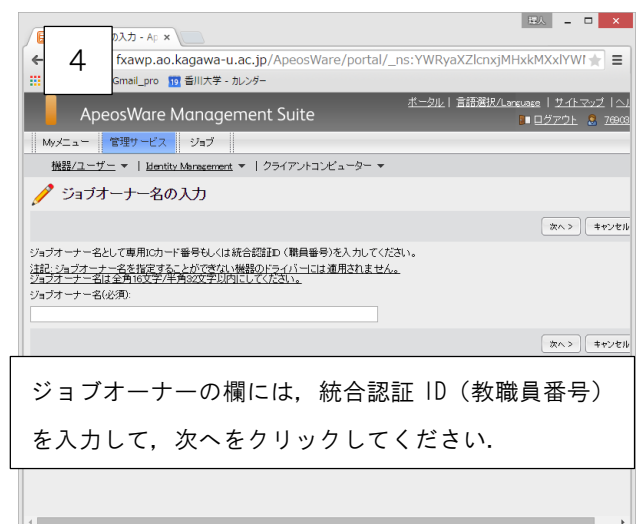 理人
の入力 - Ap ×
4
fxawp.ao.kagawa-u.ac.jp/ApeosWare/portal/_ns:YWRyaXZlcnxjMHxkMXxlYW
Gmail_pro 19 香川大学 - カレンダー
ApeosWare Management Suite
ポータル | 言語選択/Language | サイトマップ | ヘル
ログアウト 76903
Myメニュー 管理サービス ジョブ
機器/ユーザー ▼ | Identity Management ▼ | クライアントコンピューター ▼
ジョブオーナー名の入力
次へ > キャンセル
ジョブオーナー名として専用ICカード番号もしくは統合認証ID（職員番号)を入力してください。
注記: ジョブオーナー名を指定することができない機器のドライバーには適用されません。
ジョブオーナー名は全角16文字/半角32文字以内にしてください。
ジョブオーナー名(必須):
次へ > キャンセル
ジョブオーナーの欄には，統合認証 ID（教職員番号）
を入力して，次へをクリックしてください．